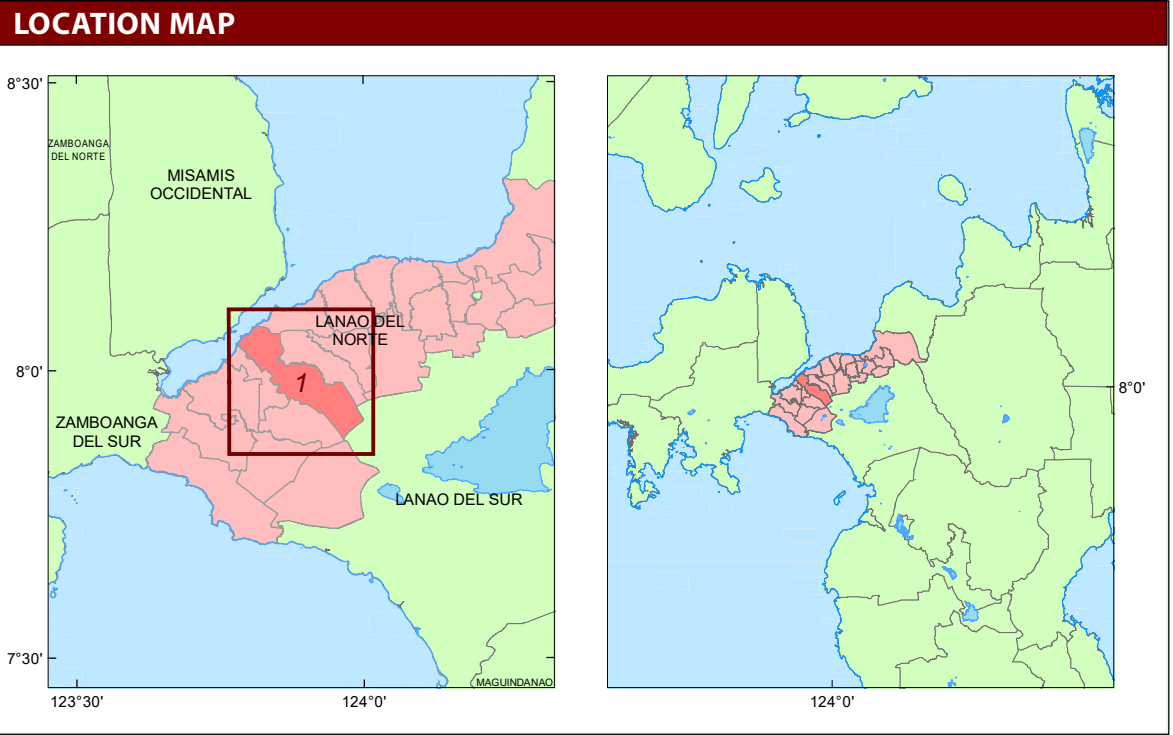 LOCATION MAP
8°30'
ZAMBOANGA
DEL NORTE
MISAMIS
OCCIDENTAL
LANAO DEL
NORTE
8°0'
1
8°0'
ZAMBOANGA
DEL SUR
LANAO DEL SUR
7°30'
MAGUINDANAO
123°30'
124°0'
124°0'